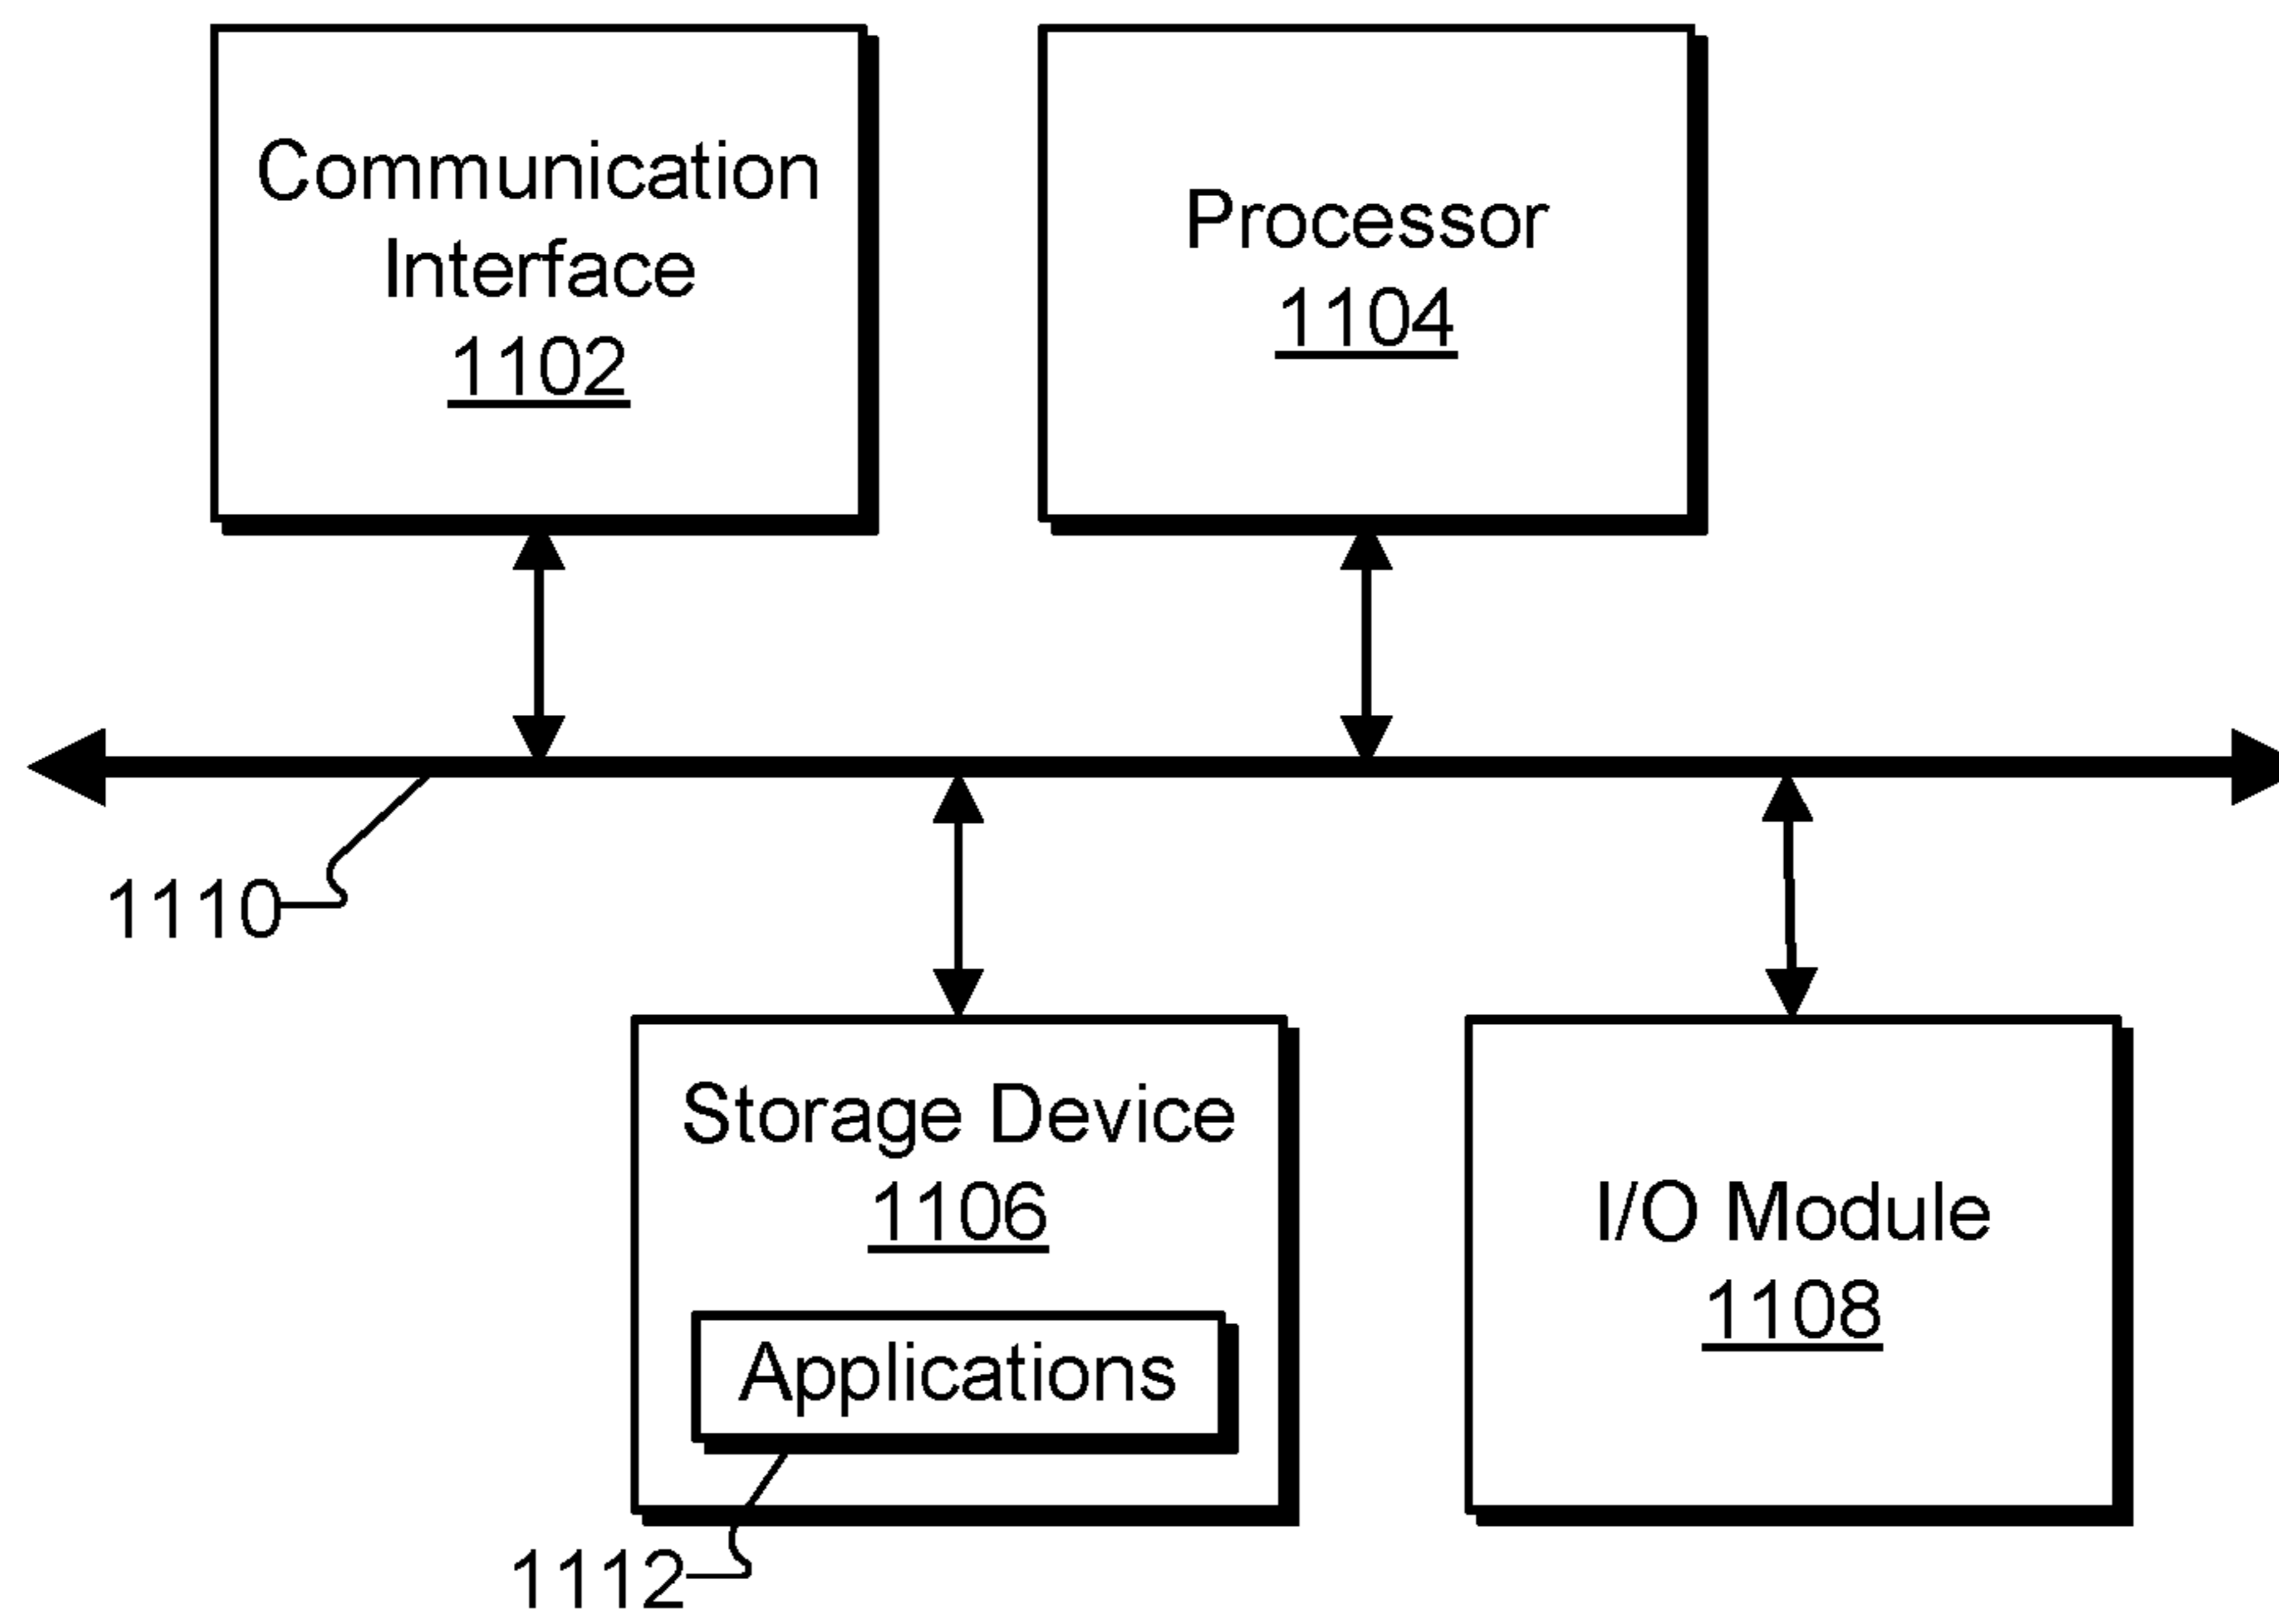 Communication
Interface
1102
Processor
1104
1110
Storage Device
1106
Applications
1112
I/O Module
1108